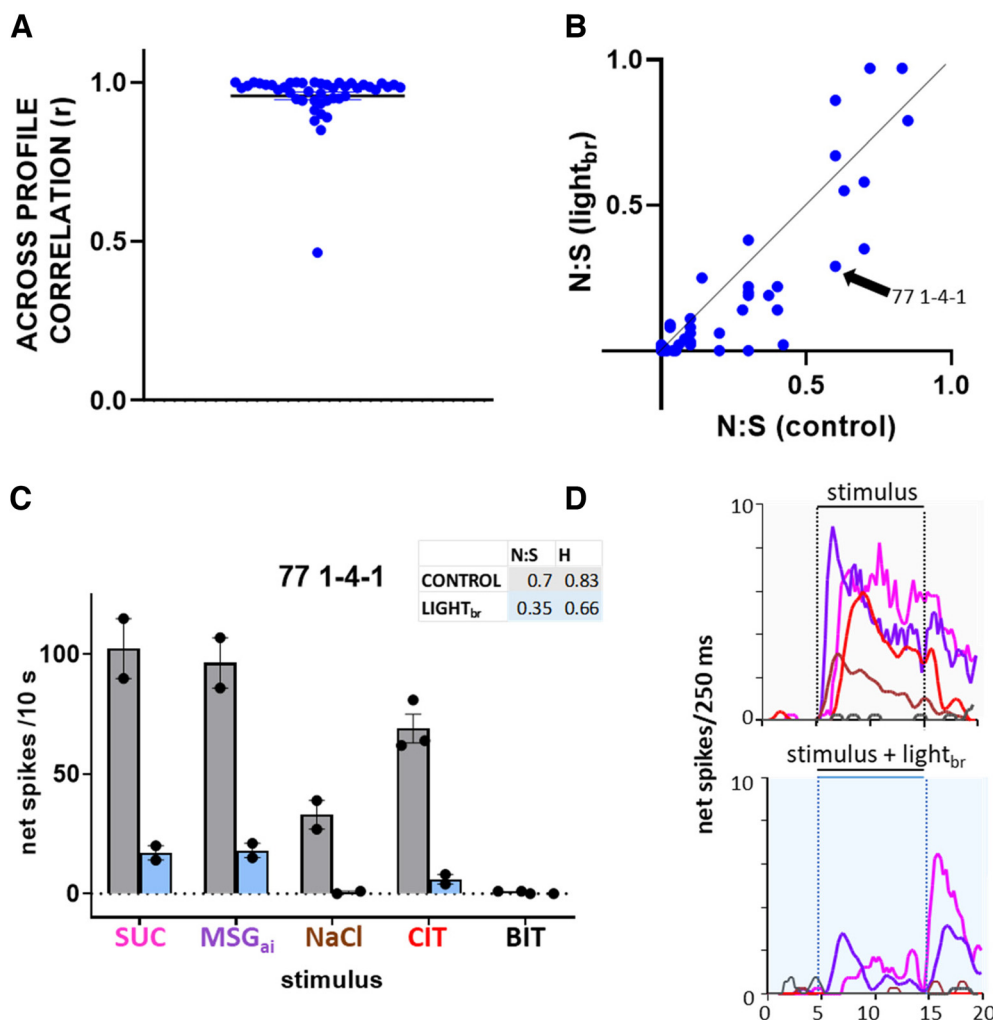 A
ACROSS PROFILE
CORRELATION (r)
1.0
0.5
0.0
B
N:S (light_br)
1.0
0.5
77 1-4-1
0.5
1.0
N:S (control)
C
77 1-4-1
N:S H
CONTROL 0.7 0.83
LIGHT_br 0.35 0.66
net spikes /10 s
100
50
0
SUC MSG_ai NaCl CIT BIT
stimulus
D
stimulus
10
0
net spikes/250 ms
stimulus + light_br
10
0
0 5 10 15 20